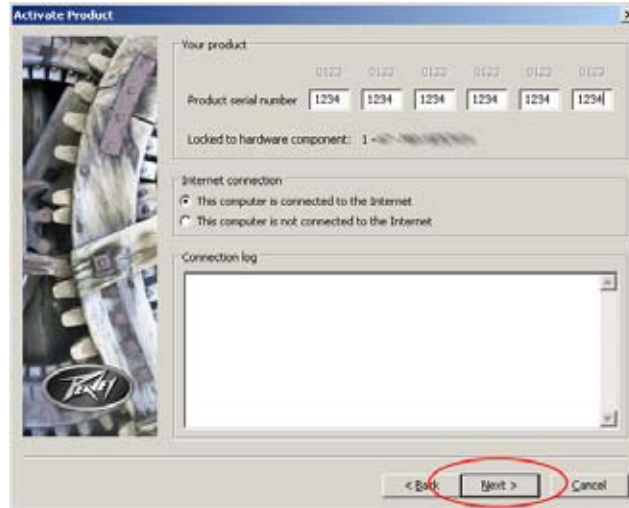 Activate Product
Your product
0123 0123 0123 0123 0123 0123
Product serial number 1234 1234 1234 1234 1234 1234
Locked to hardware component: 1 -
Internet connection
This computer is connected to the Internet
This computer is not connected to the Internet
Connection log
PEAVEY
< Back Next > Cancel